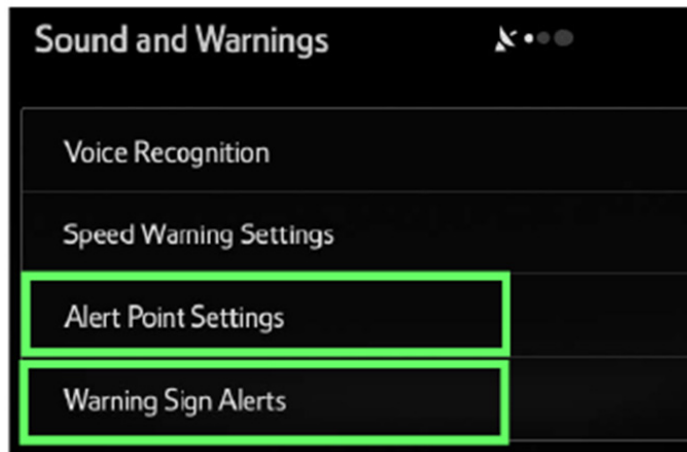 Sound and Warnings
Voice Recognition
Speed Warning Settings
Alert Point Settings
Warning Sign Alerts